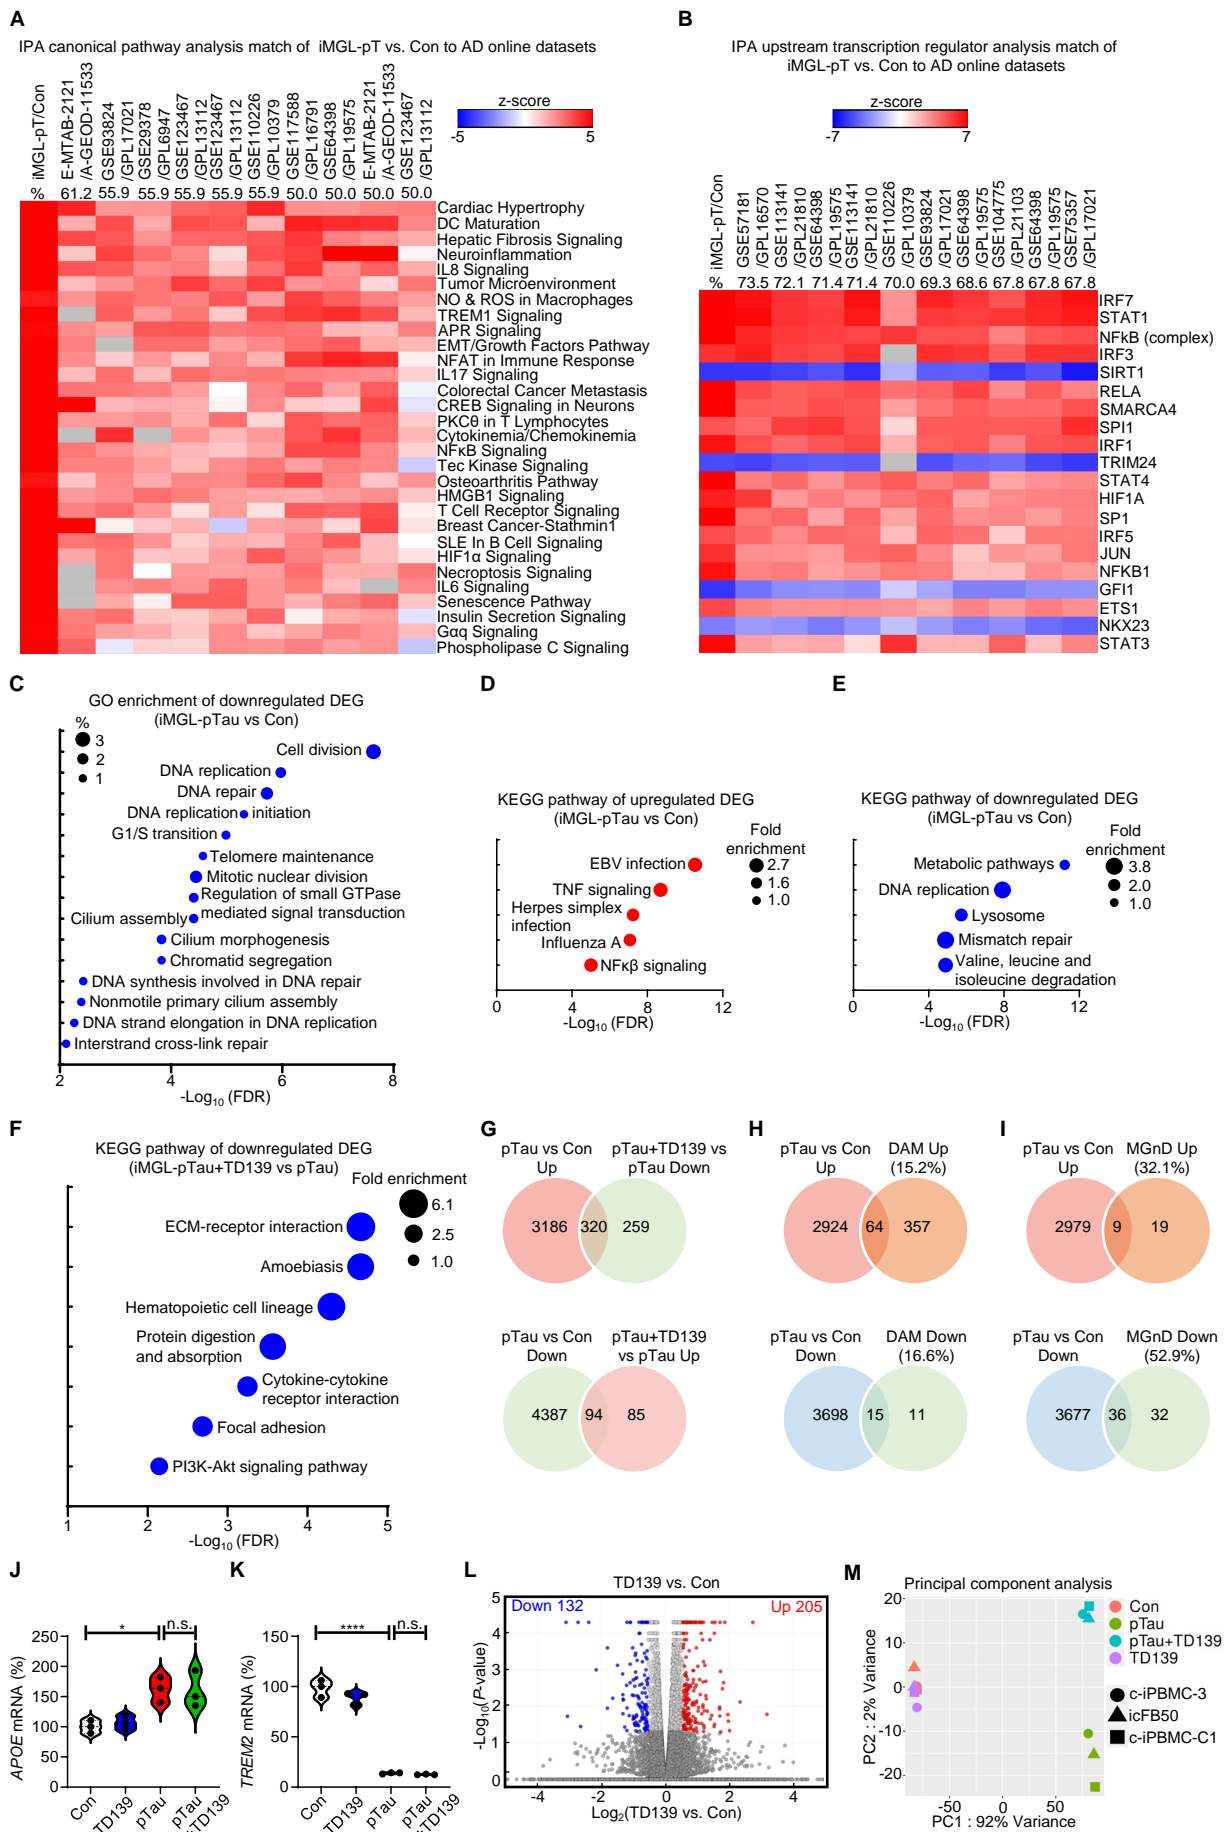 A
IPA canonical pathway analysis match of iMGL-pT vs. Con to AD online datasets
iMGL-pT/Con
E-MTAB-2121
/A-GEOD-11533
GSE93824
/GPL17021
GSE29378
/GPL6947
GSE123467
/GPL13112
GSE123467
/GPL13112
GSE110226
/GPL10379
GSE117588
/GPL16791
GSE64398
/GPL19575
E-MTAB-2121
/A-GEOD-11533
GSE123467
/GPL13112
% 61.2 55.9 55.9 55.9 55.9 55.9 50.0 50.0 50.0 50.0
z-score
-5 5
Cardiac Hypertrophy
DC Maturation
Hepatic Fibrosis Signaling
Neuroinflammation
IL8 Signaling
Tumor Microenvironment
NO & ROS in Macrophages
TREM1 Signaling
APR Signaling
EMT/Growth Factors Pathway
NFAT in Immune Response
IL17 Signaling
Colorectal Cancer Metastasis
CREB Signaling in Neurons
PKCθ in T Lymphocytes
Cytokinemia/Chemokinemia
NFκB Signaling
Tec Kinase Signaling
Osteoarthritis Pathway
HMGB1 Signaling
T Cell Receptor Signaling
Breast Cancer-Stathmin1
SLE In B Cell Signaling
HIF1α Signaling
Necroptosis Signaling
IL6 Signaling
Senescence Pathway
Insulin Secretion Signaling
Gαq Signaling
Phospholipase C Signaling
B
IPA upstream transcription regulator analysis match of
iMGL-pT vs. Con to AD online datasets
z-score
-7 7
iMGL-pT/Con
GSE57181
/GPL16570
GSE113141
/GPL21810
GSE64398
/GPL19575
GSE113141
/GPL21810
GSE110226
/GPL10379
GSE93824
/GPL17021
GSE64398
/GPL19575
GSE104775
/GPL21103
GSE64398
/GPL19575
GSE75357
/GPL17021
% 73.5 72.1 71.4 71.4 70.0 69.3 68.6 67.8 67.8 67.8
IRF7
STAT1
NFkB (complex)
IRF3
SIRT1
RELA
SMARCA4
SPI1
IRF1
TRIM24
STAT4
HIF1A
SP1
IRF5
JUN
NFKB1
GFI1
ETS1
NKX23
STAT3
C
GO enrichment of downregulated DEG
(iMGL-pTau vs Con)
%
3
2
1
Cell division
DNA replication
DNA repair
DNA replication initiation
G1/S transition
Telomere maintenance
Mitotic nuclear division
Regulation of small GTPase
mediated signal transduction
Cilium assembly
Cilium morphogenesis
Chromatid segregation
DNA synthesis involved in DNA repair
Nonmotile primary cilium assembly
DNA strand elongation in DNA replication
Interstrand cross-link repair
2 4 6 8
-Log10 (FDR)
D
KEGG pathway of upregulated DEG
(iMGL-pTau vs Con)
Fold
enrichment
2.7
1.6
1.0
EBV infection
TNF signaling
Herpes simplex
infection
Influenza A
NFκβ signaling
0 4 8 12
-Log10 (FDR)
E
KEGG pathway of downregulated DEG
(iMGL-pTau vs Con)
Fold
enrichment
3.8
2.0
1.0
Metabolic pathways
DNA replication
Lysosome
Mismatch repair
Valine, leucine and
isoleucine degradation
0 4 8 12
-Log10 (FDR)
F
KEGG pathway of downregulated DEG
(iMGL-pTau+TD139 vs pTau)
Fold enrichment
6.1
2.5
1.0
ECM-receptor interaction
Amoebiasis
Hematopoietic cell lineage
Protein digestion
and absorption
Cytokine-cytokine
receptor interaction
Focal adhesion
PI3K-Akt signaling pathway
1 2 3 4 5
-Log10 (FDR)
G
pTau vs Con
Up
pTau+TD139 vs
pTau Down
3186 320 259
pTau vs Con
Down
pTau+TD139
vs pTau Up
4387 94 85
H
pTau vs Con
Up
DAM Up
(15.2%)
2924 64 357
pTau vs Con
Down
DAM Down
(16.6%)
3698 15 11
I
pTau vs Con
Up
MGnD Up
(32.1%)
2979 9 19
pTau vs Con
Down
MGnD Down
(52.9%)
3677 36 32
J
* n.s.
APOE mRNA (%)
250
200
150
100
50
0
Con
TD139
pTau
pTau
+TD139
K
**** n.s.
TREM2 mRNA (%)
150
100
50
0
Con
TD139
pTau
pTau
+TD139
L
TD139 vs. Con
Down 132 Up 205
-Log10(P-value)
5
4
3
2
1
0
-4 -2 0 2 4
Log2(TD139 vs. Con)
M
Principal component analysis
PC2 : 2% Variance
20
10
0
-10
-20
-50 0 50
PC1 : 92% Variance
Con
pTau
pTau+TD139
TD139
c-iPBMC-3
icFB50
c-iPBMC-C1